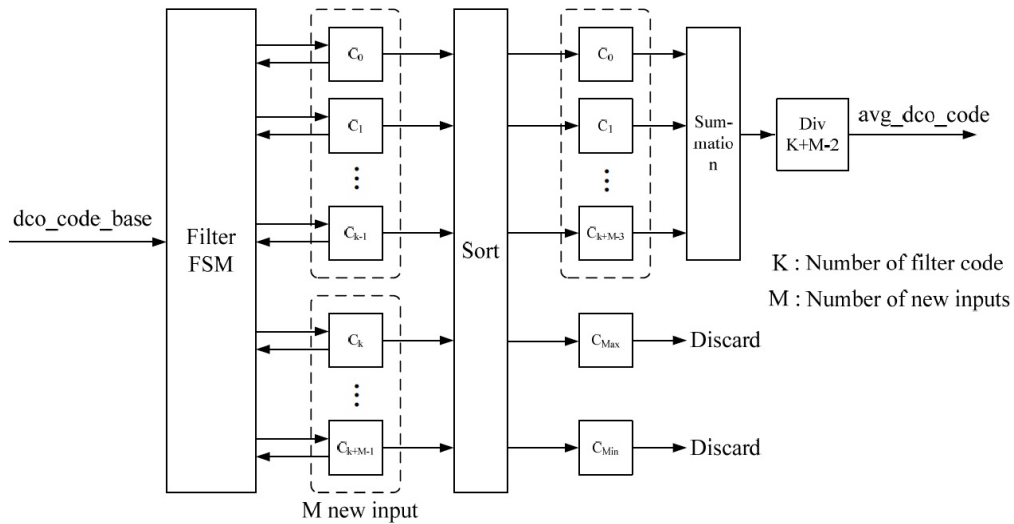 dco_code_base
Filter
FSM
C0
C1
Ck-1
Ck
Ck+M-1
M new input
Sort
C0
C1
Ck+M-3
CMax
CMin
Discard
Discard
Sum-
matio
n
Div
K+M-2
avg_dco_code
K : Number of filter code
M : Number of new inputs